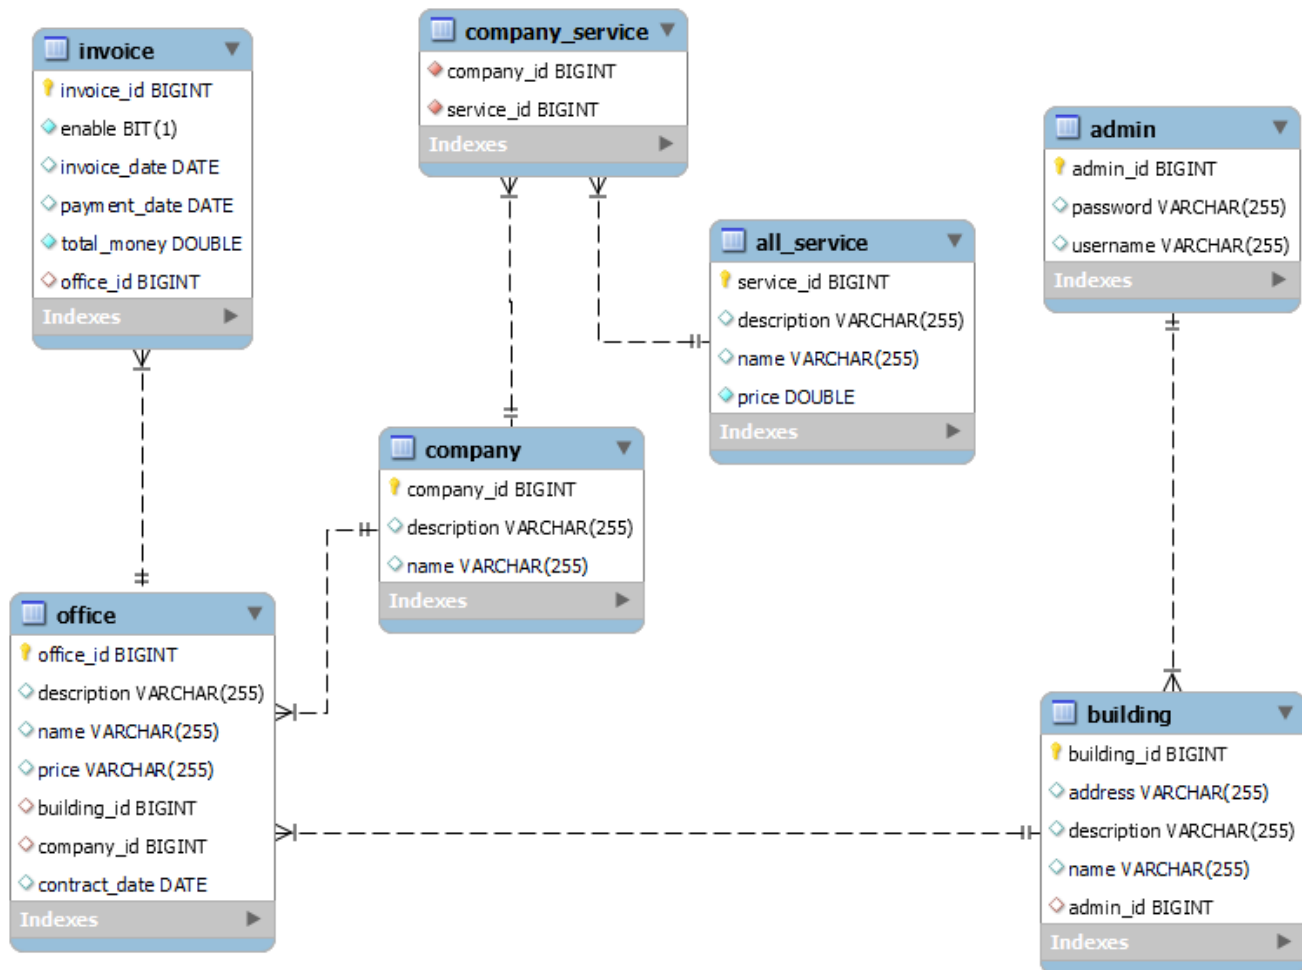 invoice
invoice_id BIGINT
enable BIT(1)
invoice_date DATE
payment_date DATE
total_money DOUBLE
office_id BIGINT
Indexes
company_service
company_id BIGINT
service_id BIGINT
Indexes
admin
admin_id BIGINT
password VARCHAR(255)
username VARCHAR(255)
Indexes
all_service
service_id BIGINT
description VARCHAR(255)
name VARCHAR(255)
price DOUBLE
Indexes
company
company_id BIGINT
description VARCHAR(255)
name VARCHAR(255)
Indexes
office
office_id BIGINT
description VARCHAR(255)
name VARCHAR(255)
price VARCHAR(255)
building_id BIGINT
company_id BIGINT
contract_date DATE
Indexes
building
building_id BIGINT
address VARCHAR(255)
description VARCHAR(255)
name VARCHAR(255)
admin_id BIGINT
Indexes